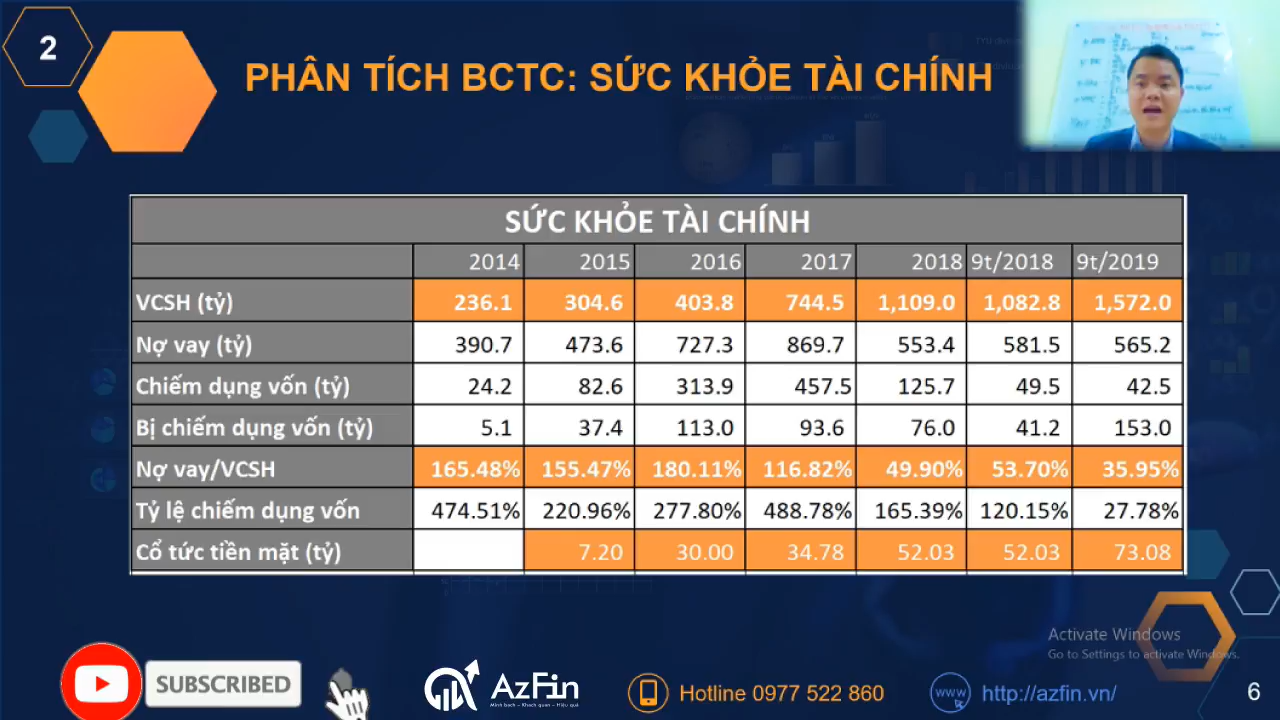 2
PHÂN TÍCH BCTC: SỨC KHỎE TÀI CHÍNH
SỨC KHỎE TÀI CHÍNH
2014 2015 2016 2017 2018 9t/2018 9t/2019
VCSH (tỷ) 236.1 304.6 403.8 744.5 1,109.0 1,082.8 1,572.0
Nợ vay (tỷ) 390.7 473.6 727.3 869.7 553.4 581.5 565.2
Chiếm dụng vốn (tỷ) 24.2 82.6 313.9 457.5 125.7 49.5 42.5
Bị chiếm dụng vốn (tỷ) 5.1 37.4 113.0 93.6 76.0 41.2 153.0
Nợ vay/VCSH 165.48% 155.47% 180.11% 116.82% 49.90% 53.70% 35.95%
Tỷ lệ chiếm dụng vốn 474.51% 220.96% 277.80% 488.78% 165.39% 120.15% 27.78%
Cổ tức tiền mặt (tỷ) 7.20 30.00 34.78 52.03 52.03 73.08
Activate Windows
Go to Settings to activate Windows.
SUBSCRIBED
AzFin
Minh bạch – Khách quan – Hiệu quả
Hotline 0977 522 860
www
http://azfin.vn/
6